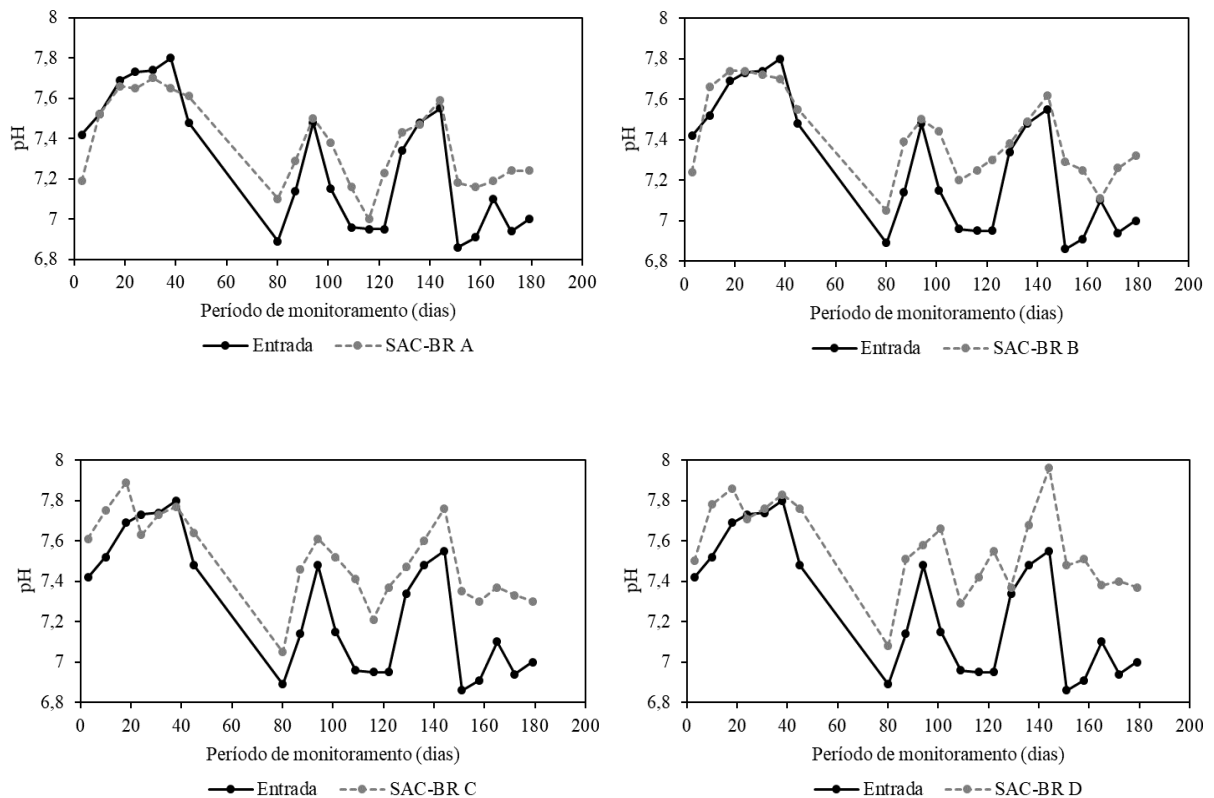 8
7,8
7,6
7,4
7,2
7
6,8
pH
0 20 40 60 80 100 120 140 160 180 200
Período de monitoramento (dias)
Entrada SAC-BR A
8
7,8
7,6
7,4
7,2
7
6,8
pH
0 20 40 60 80 100 120 140 160 180 200
Período de monitoramento (dias)
Entrada SAC-BR B
8
7,8
7,6
7,4
7,2
7
6,8
pH
0 20 40 60 80 100 120 140 160 180 200
Período de monitoramento (dias)
Entrada SAC-BR C
8
7,8
7,6
7,4
7,2
7
6,8
pH
0 20 40 60 80 100 120 140 160 180 200
Período de monitoramento (dias)
Entrada SAC-BR D